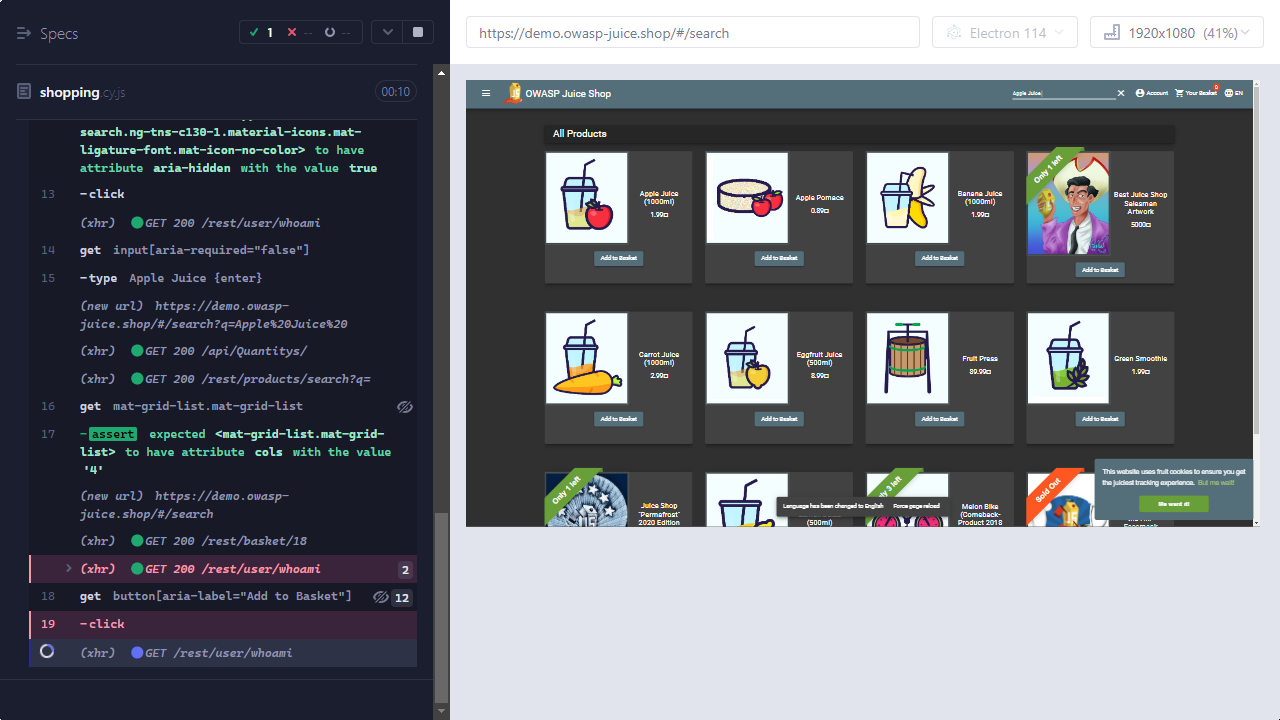 Specs
1
--
--
shopping.cy.js
00:10
search.ng-tns-c130-1.material-icons.mat-
ligature-font.mat-icon-no-color> to have
attribute aria-hidden with the value true
13 -click
(xhr) GET 200 /rest/user/whoami
14 get input[aria-required="false"]
15 -type Apple Juice {enter}
(new url) https://demo.owasp-
juice.shop/#/search?q=Apple%20Juice%20
(xhr) GET 200 /api/Quantitys/
(xhr) GET 200 /rest/products/search?q=
16 get mat-grid-list.mat-grid-list
17 -assert expected <mat-grid-list.mat-grid-
list> to have attribute cols with the value
'4'
(new url) https://demo.owasp-
juice.shop/#/search
(xhr) GET 200 /rest/basket/18
(xhr) GET 200 /rest/user/whoami 2
18 get button[aria-label="Add to Basket"] 12
19 -click
(xhr) GET /rest/user/whoami
https://demo.owasp-juice.shop/#/search
Electron 114
1920x1080 (41%)
OWASP Juice Shop
Apple Juice
Account
Your Basket
0
EN
All Products
Apple Juice
(1000ml)
1.99¤
Add to Basket
Apple Pomace
0.89¤
Add to Basket
Banana Juice
(1000ml)
1.99¤
Add to Basket
Only 1 left
Best Juice Shop
Salesman
Artwork
5000¤
Add to Basket
Carrot Juice
(1000ml)
2.99¤
Add to Basket
Eggfruit Juice
(500ml)
8.99¤
Add to Basket
Fruit Press
89.99¤
Add to Basket
Green Smoothie
1.99¤
Add to Basket
Only 1 left
Juice Shop
"Permafrost"
2020 Edition
(500ml)
Melon Bike
(Comeback-
Product 2018
Sold Out
Language has been changed to English
Force page reload
This website uses fruit cookies to ensure you get
the juiciest tracking experience. But me wait!
Me want it!